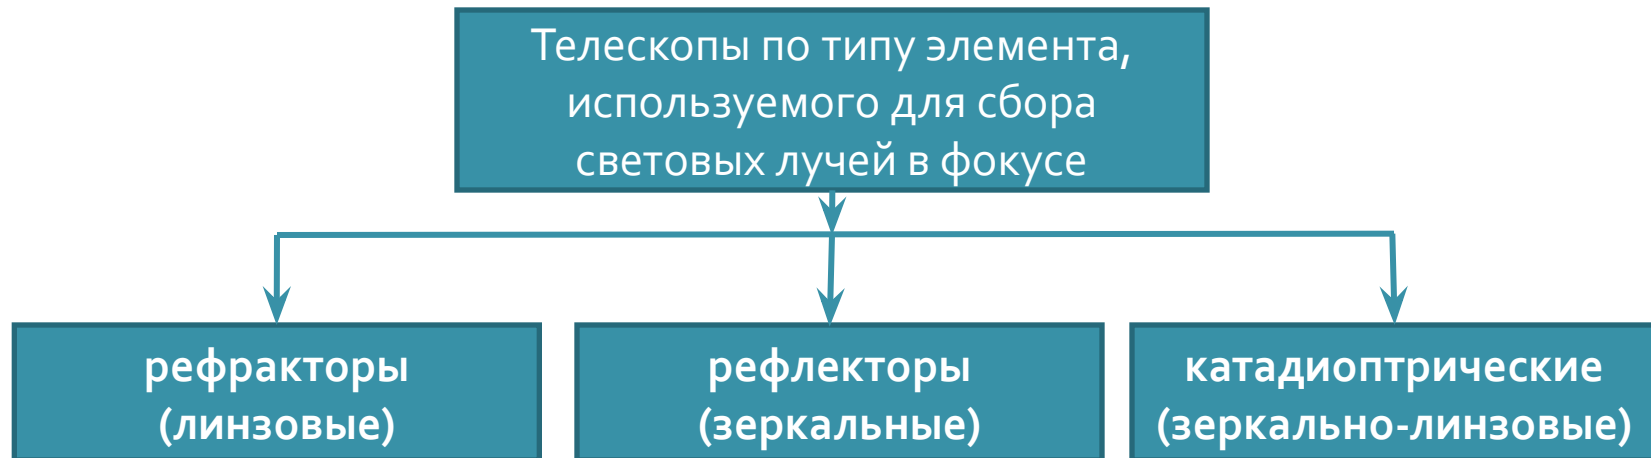 Телескопы по типу элемента,
используемого для сбора
световых лучей в фокусе
рефракторы
(линзовые)
рефлекторы
(зеркальные)
катадиоптрические
(зеркально-линзовые)